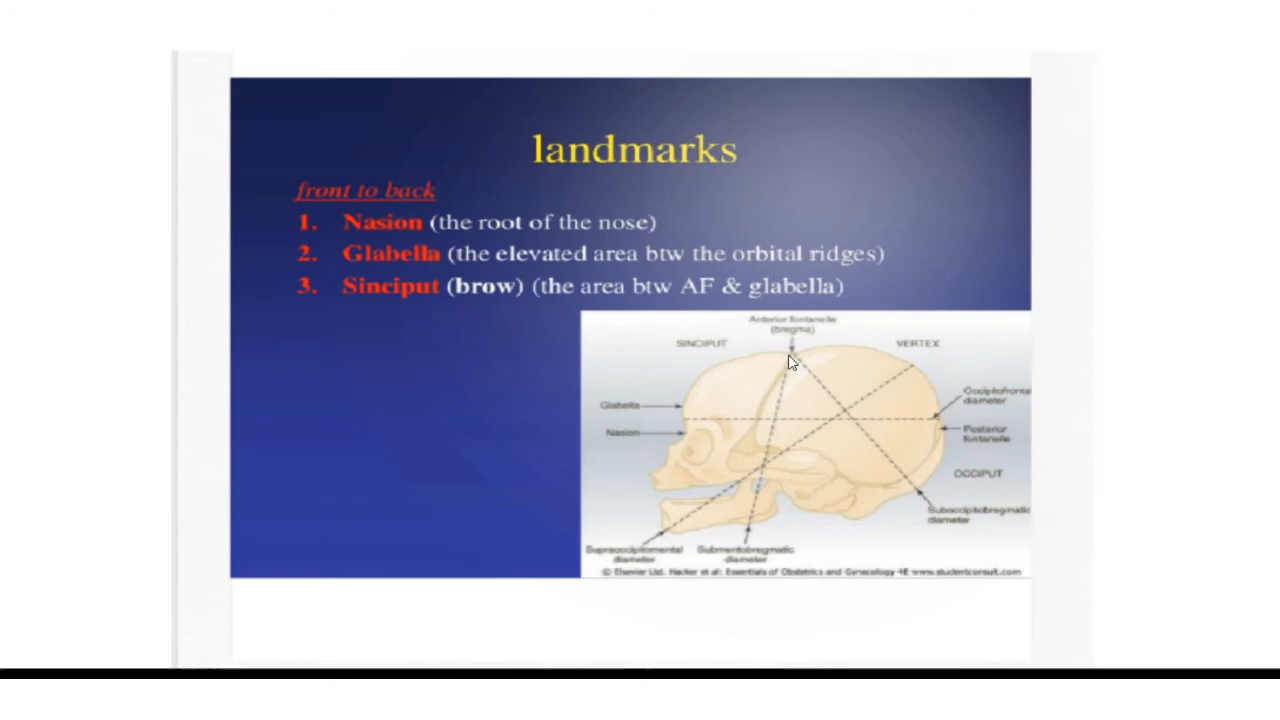 landmarks
front to back
1. Nasion (the root of the nose)
2. Glabella (the elevated area btw the orbital ridges)
3. Sinciput (brow) (the area btw AF & glabella)
Anterior fontanelle
(bregma)
SINCIPUT
VERTEX
Glabella
Occipitofrontal
diameter
Nasion
Posterior
fontanelle
OCCIPUT
Suboccipitobregmatic
diameter
Supraoccipitomental
diameter
Submentobregmatic
diameter
© Elsevier Ltd. Hacker et al: Essentials of Obstetrics and Gynecology 4E www.studentconsult.com